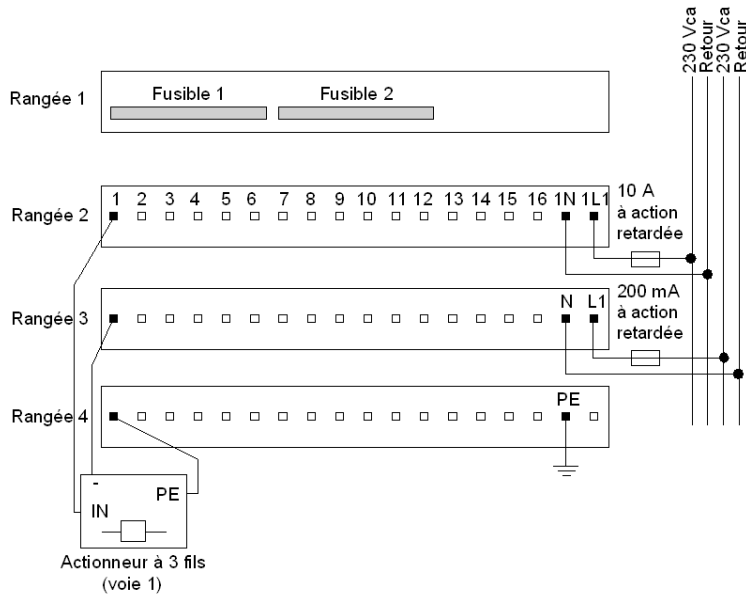 230 Vca
Retour
230 Vca
Retour
Rangée 1
Fusible 1
Fusible 2
Rangée 2
1 2 3 4 5 6 7 8 9 10 11 12 13 14 15 16 1N 1L1
10 A
à action
retardée
Rangée 3
N L1
200 mA
à action
retardée
Rangée 4
PE
-
PE
IN
Actionneur à 3 fils
(voie 1)